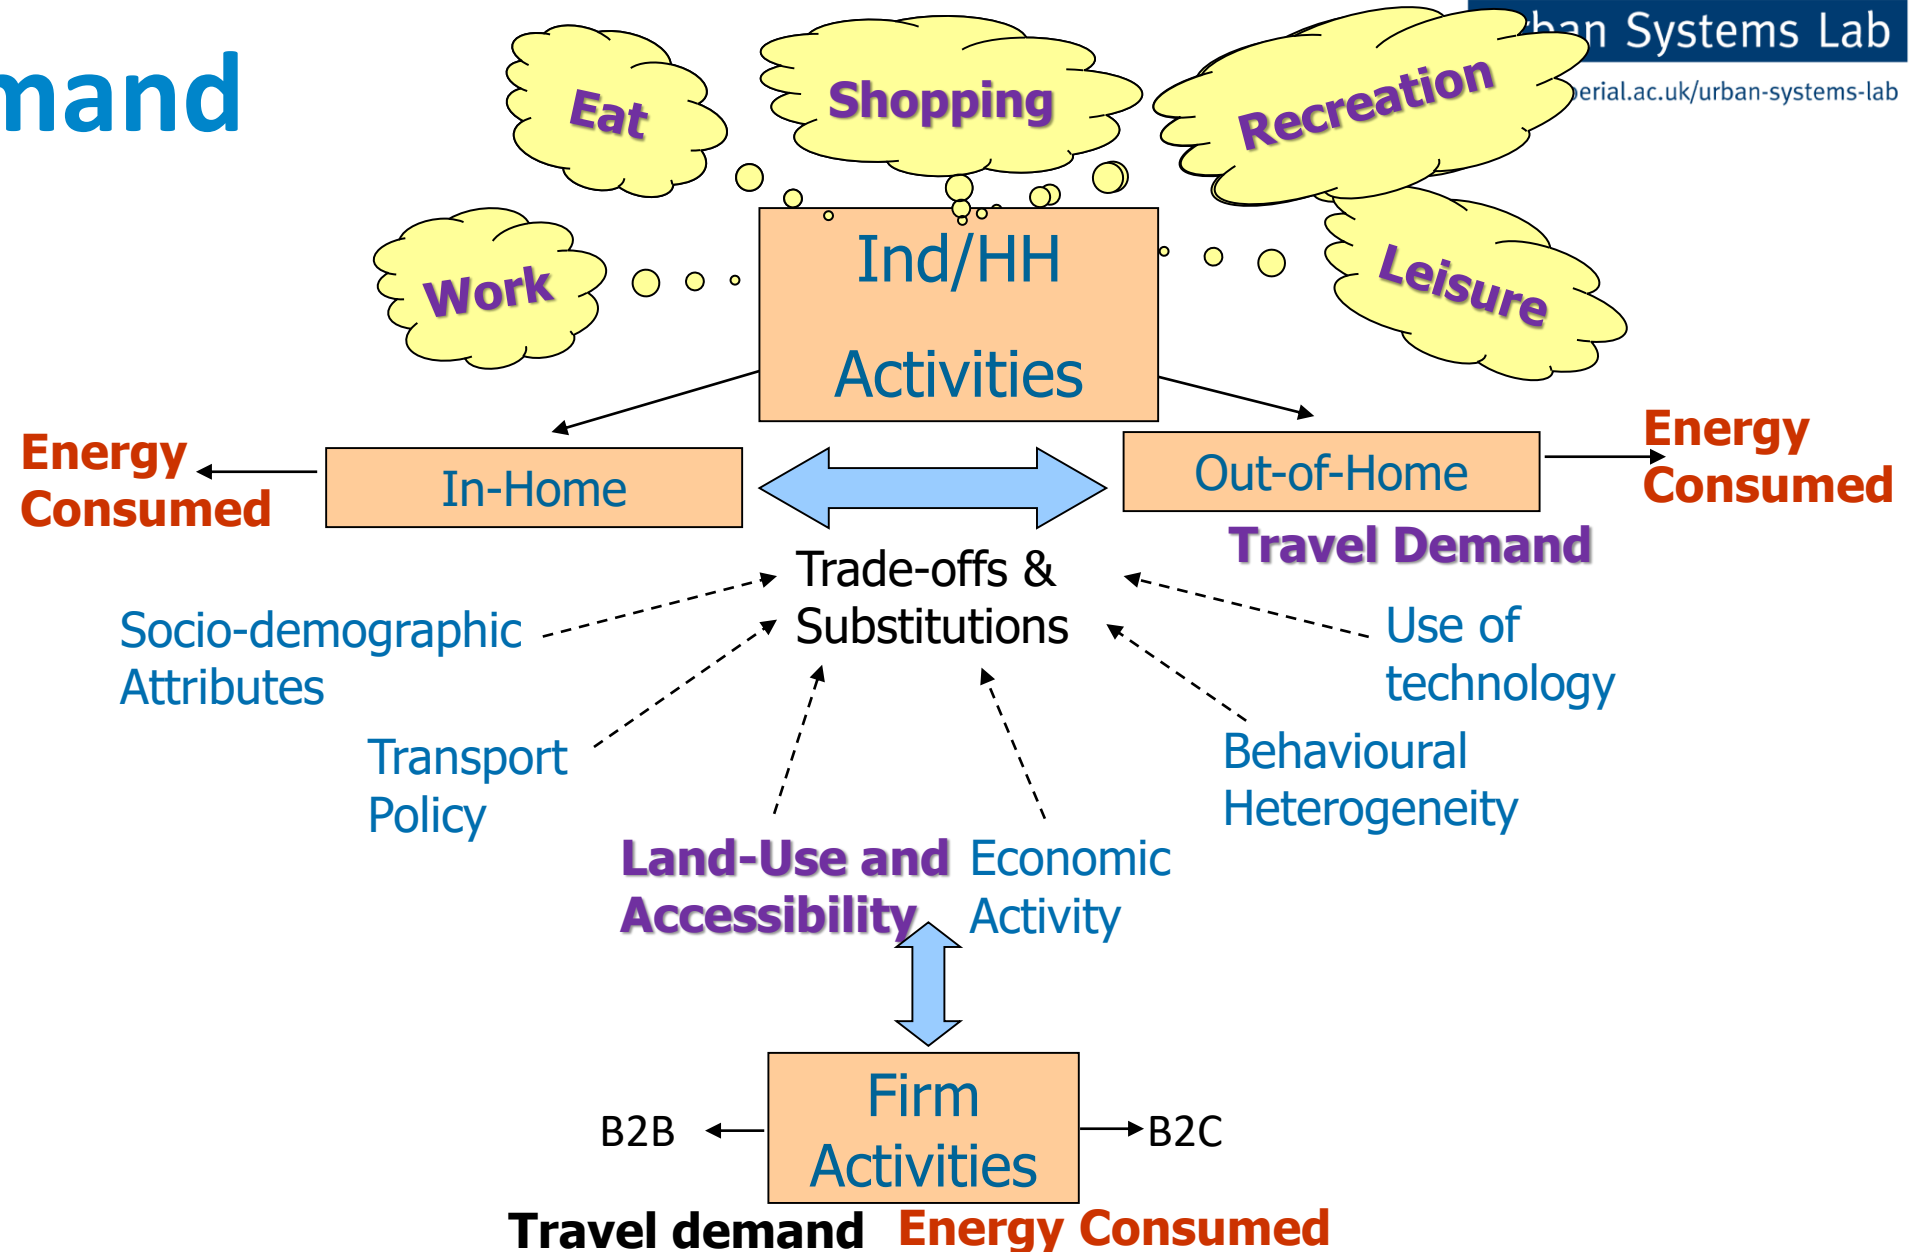 Systems Lab
mand
erial.ac.uk/urban-systems-lab
Eat
Shopping
Recreation
Work
Leisure
Ind/HH
Activities
Energy
Consumed
In-Home
Out-of-Home
Energy
Consumed
Travel Demand
Trade-offs &
Substitutions
Socio-demographic
Attributes
Use of
technology
Transport
Policy
Behavioural
Heterogeneity
Land-Use and
Accessibility
Economic
Activity
Firm
Activities
B2B
B2C
Travel demand
Energy Consumed